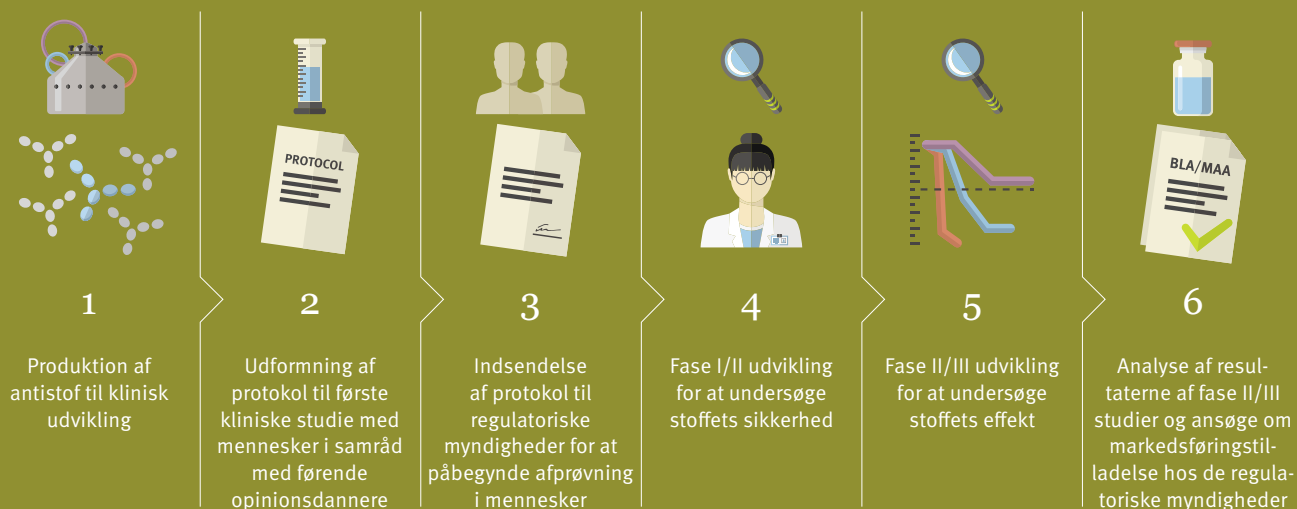 PROTOCOL
BLA/MAA
1
Produktion af
antistof til klinisk
udvikling
2
Udformning af
protokol til første
kliniske studie med
mennesker i samråd
med førende
opinionsdannere
3
Indsendelse
af protokol til
regulatoriske
myndigheder for at
påbegynde afprøvning
i mennesker
4
Fase I/II udvikling
for at undersøge
stoffets sikkerhed
5
Fase II/III udvikling
for at undersøge
stoffets effekt
6
Analyse af resul-
taterne af fase II/III
studier og ansøge om
markedsføringstil-
ladelse hos de regula-
toriske myndigheder